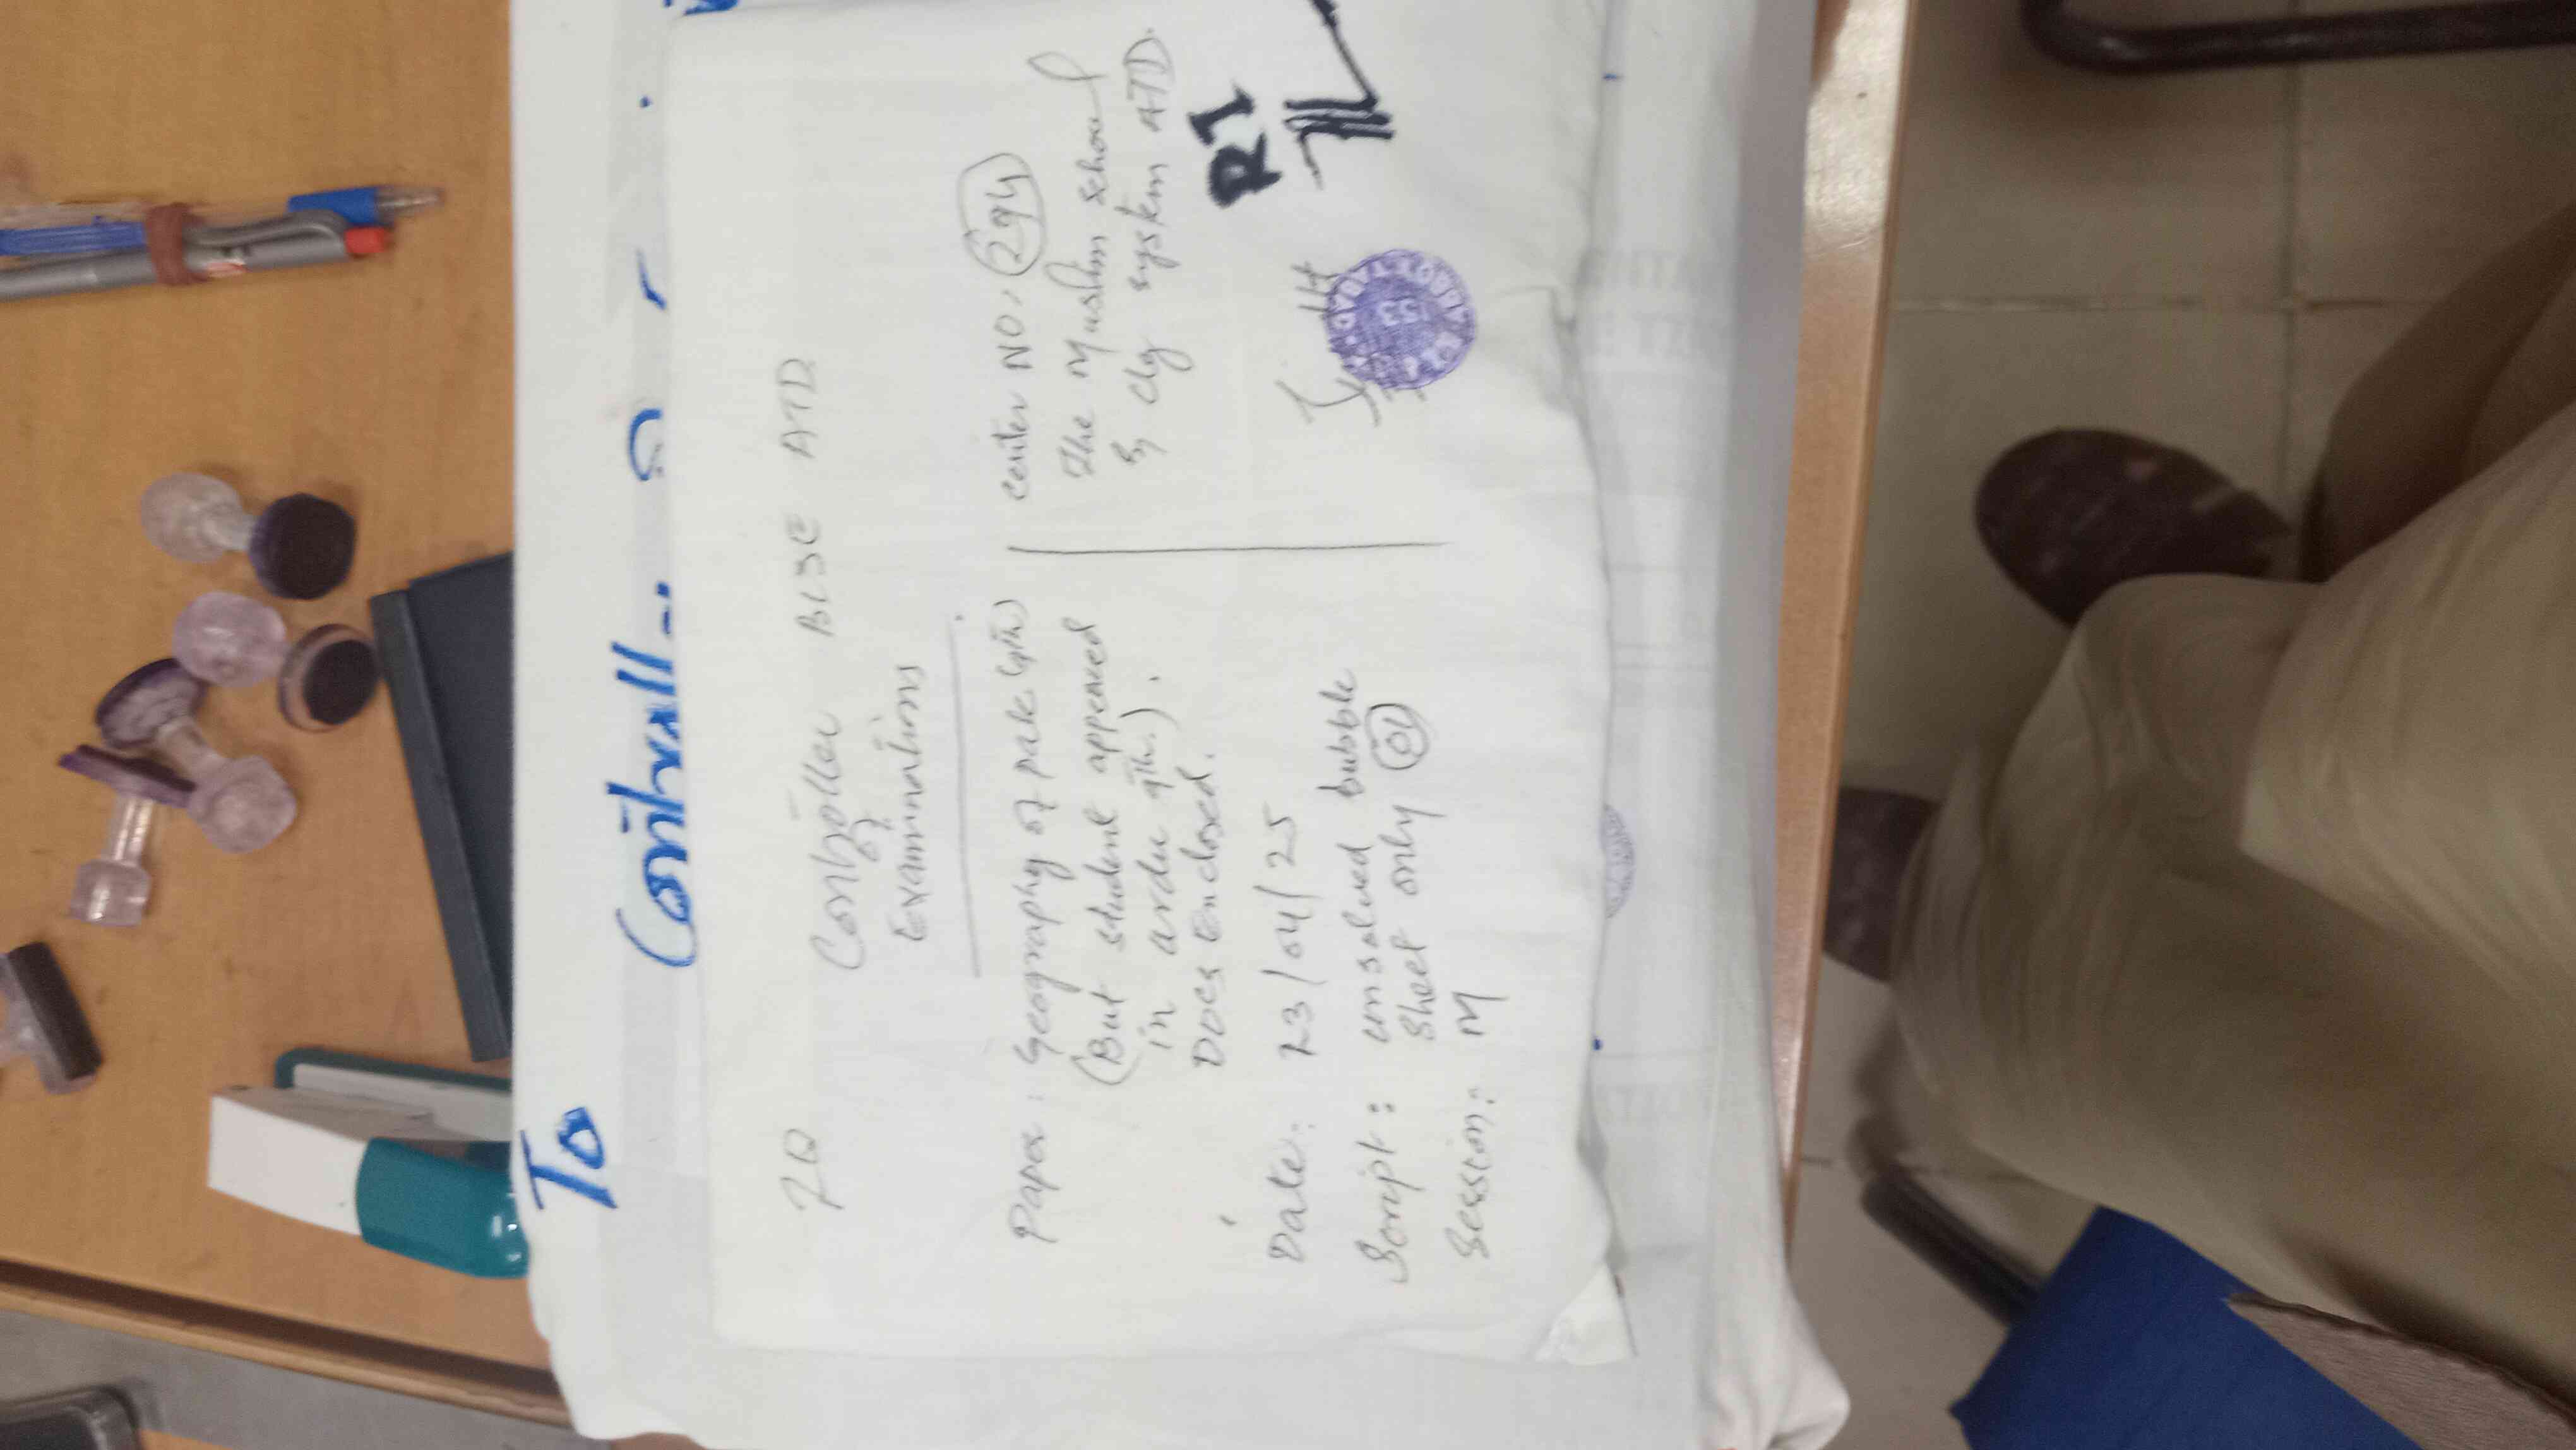 To
Controll
TO
Controller BISE ATD
of
Examinations
Paper: Geography of pak (9th)
(But student appeared
in urdu 9th.).
Docs Enclosed.
Date: 23/04/25
Script: unsolved bubble
Sheet only 01
Session: M
center NO. 294
The Muslim school
& clg system ATD.
R1